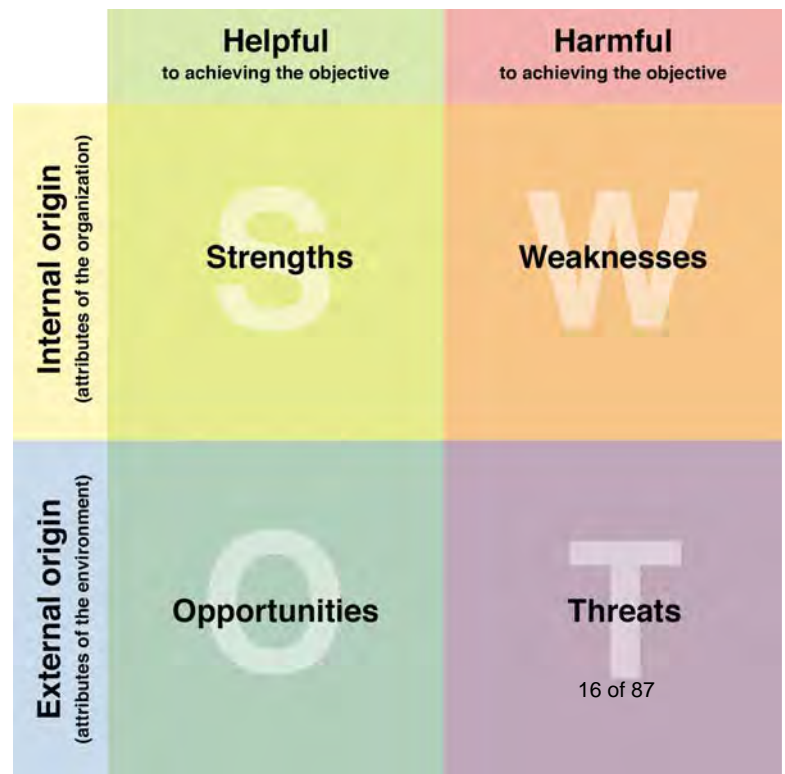 Helpful
to achieving the objective
Harmful
to achieving the objective
Internal origin
(attributes of the organization)
S
Strengths
W
Weaknesses
External origin
(attributes of the environment)
O
Opportunities
T
Threats
16 of 87